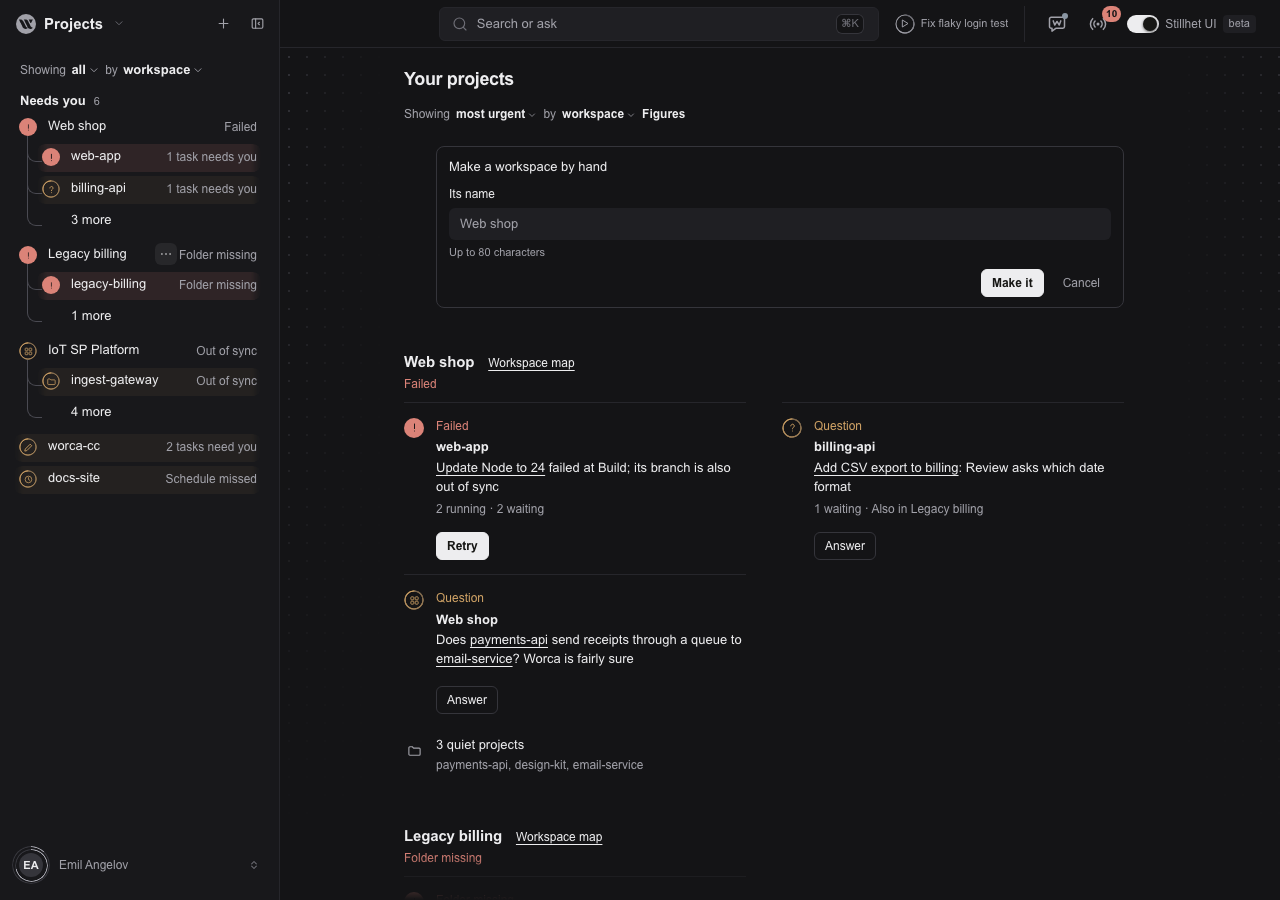 Projects
Search or ask
⌘K
Fix flaky login test
10
Stillhet UI
beta
Showing all by workspace
Needs you 6
Web shop Failed
web-app 1 task needs you
billing-api 1 task needs you
3 more
Legacy billing ... Folder missing
legacy-billing Folder missing
1 more
IoT SP Platform Out of sync
ingest-gateway Out of sync
4 more
worca-cc 2 tasks need you
docs-site Schedule missed
EA Emil Angelov
Your projects
Showing most urgent by workspace Figures
Make a workspace by hand
Its name
Web shop
Up to 80 characters
Make it Cancel
Web shop Workspace map
Failed
Failed
web-app
Update Node to 24 failed at Build; its branch is also
out of sync
2 running · 2 waiting
Retry
Question
billing-api
Add CSV export to billing: Review asks which date
format
1 waiting · Also in Legacy billing
Answer
Question
Web shop
Does payments-api send receipts through a queue to
email-service? Worca is fairly sure
Answer
3 quiet projects
payments-api, design-kit, email-service
Legacy billing Workspace map
Folder missing